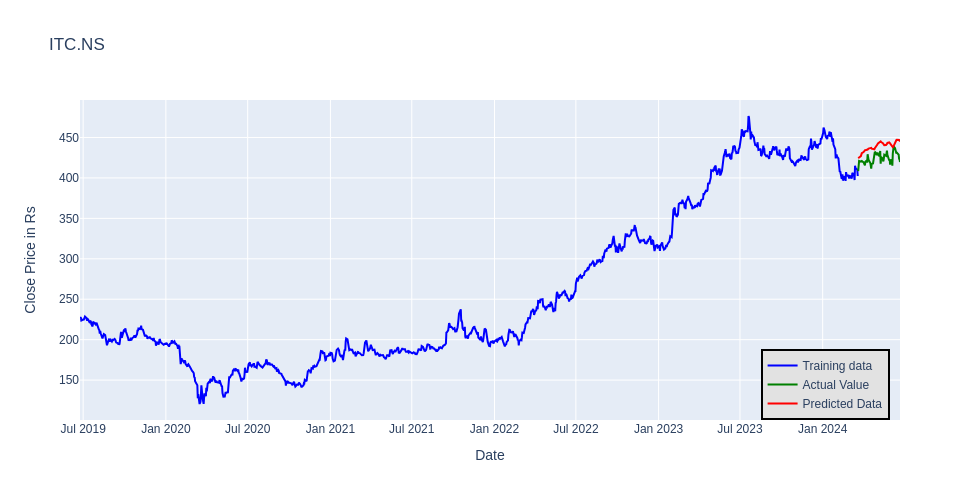 ITC.NS
Close Price in Rs
450
400
350
300
250
200
150
Jul 2019
Jan 2020
Jul 2020
Jan 2021
Jul 2021
Jan 2022
Jul 2022
Jan 2023
Jul 2023
Jan 2024
Date
Training data
Actual Value
Predicted Data